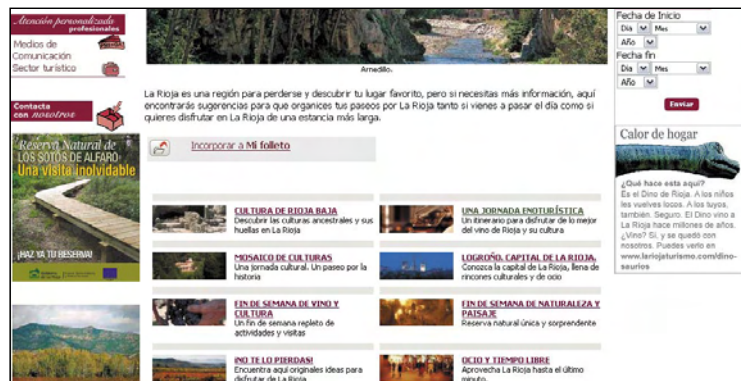 Atención personalizada
profesionales
Medios de
Comunicación
Sector turístico
Contacta
con nosotros
Reserva Natural de
LOS SOTOS DE ALFARO
Una visita inolvidable
¡HAZ YA TU RESERVA!
Arnedillo.
La Rioja es una región para perderse y descubrir tu lugar favorito, pero si necesitas más información, aquí
encontrarás sugerencias para que organices tus paseos por La Rioja tanto si vienes a pasar el día como si
quieres disfrutar en La Rioja de una estancia más larga.
Incorporar a Mi folleto
CULTURA DE RIOJA BAJA
Descubrir las culturas ancestrales y sus
huellas en La Rioja
UNA JORNADA ENOTURÍSTICA
Un itinerario para disfrutar de lo mejor
del vino de Rioja y su cultura
MOSAICO DE CULTURAS
Una jornada cultural. Un paseo por la
historia
LOGROÑO, CAPITAL DE LA RIOJA.
Conozca la capital de La Rioja, llena de
rincones culturales y de ocio
FIN DE SEMANA DE VINO Y
CULTURA
Un fin de semana repleto de
actividades y visitas
FIN DE SEMANA DE NATURALEZA Y
PAISAJE
Reserva natural única y sorprendente
¡NO TE LO PIERDAS!
Encuentra aquí originales ideas para
disfrutar de La Rioja
OCIO Y TIEMPO LIBRE
Aprovecha La Rioja hasta el último
minuto.
Fecha de Inicio
Día Mes
Año
Fecha fin
Día Mes
Año
Enviar
Calor de hogar
¿Qué hace esta aquí?
Es el Dino de Rioja. A los niños
les vuelves locos. A los tuyos,
también. Seguro. El Dino vino a
La Rioja hace millones de años.
¿Vino? Sí, y se quedó con
nosotros. Puedes verlo en
www.lariojaturismo.com/dino-
saurios